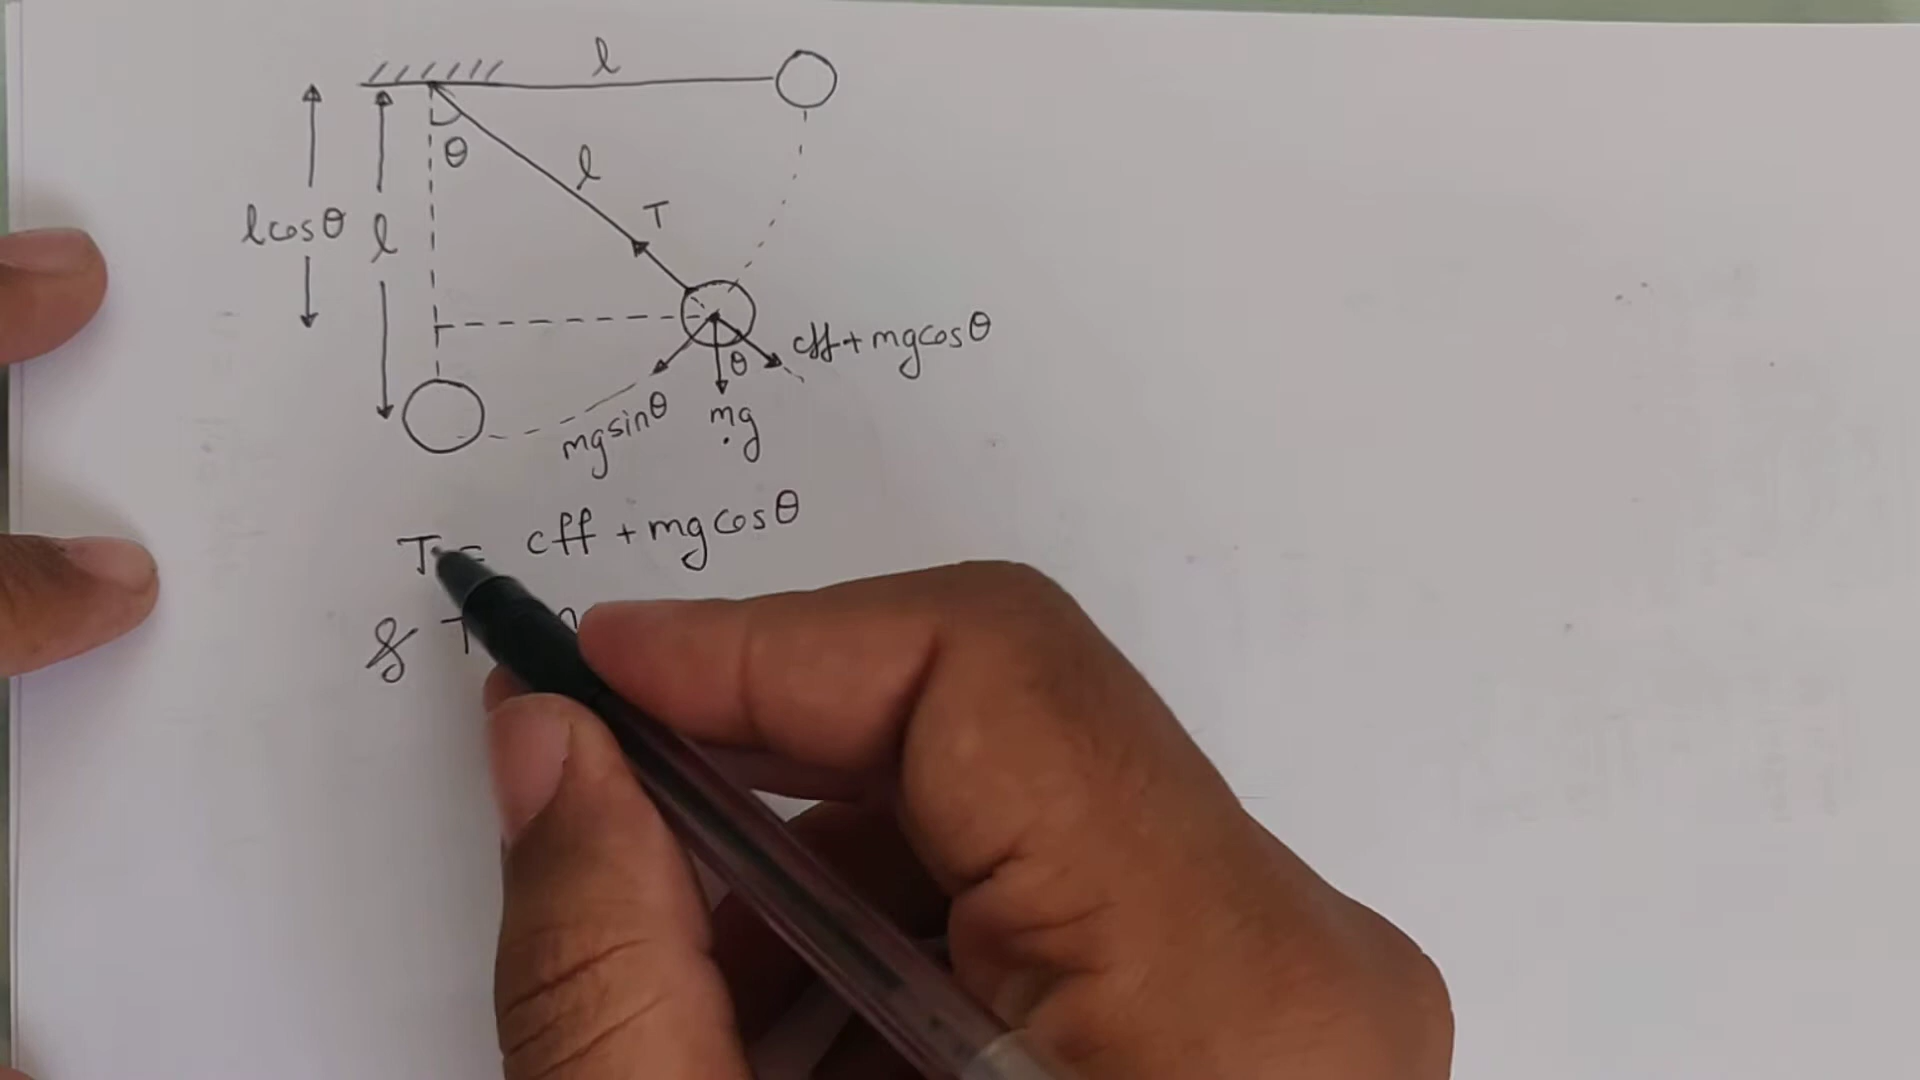 l
θ
l
T
lcosθ
l
cff + mgcosθ
θ
mgsinθ
mg
T = cff + mgcosθ
& T